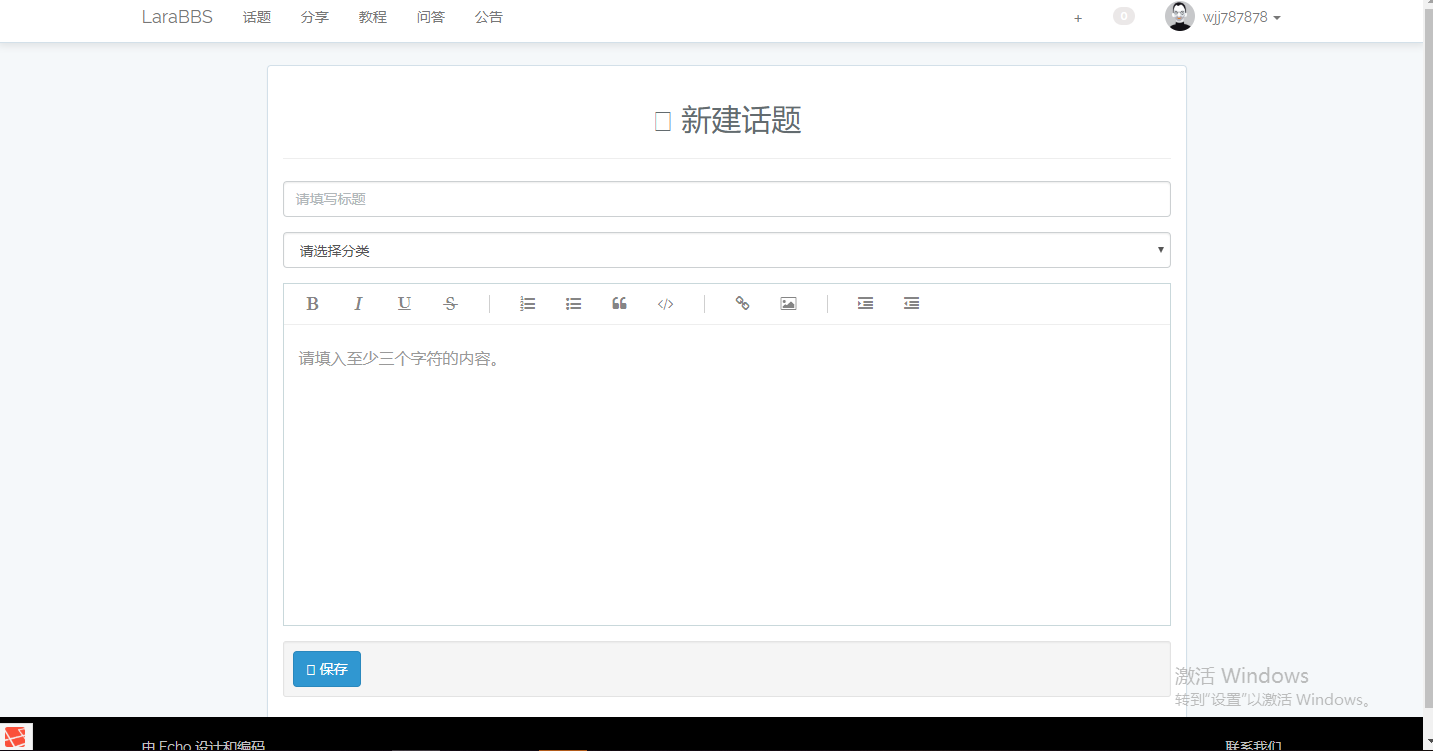 LaraBBS 话题 分享 教程 问答 公告 + 0 wjj787878
新建话题
请填写标题
请选择分类
B I U S
请填入至少三个字符的内容。
保存
激活 Windows
转到"设置"以激活 Windows。
由 Echo 设计和编码 联系我们